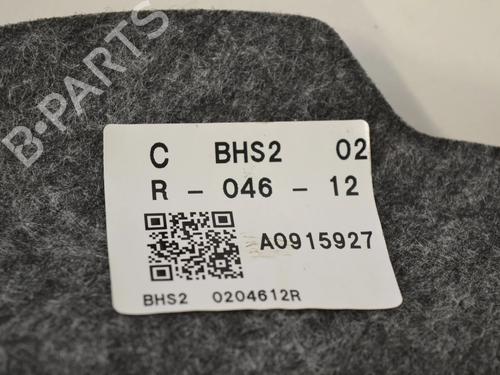 B-PARTS
C BHS2 02
R - 046 - 12
A0915927
BHS2 0204612R